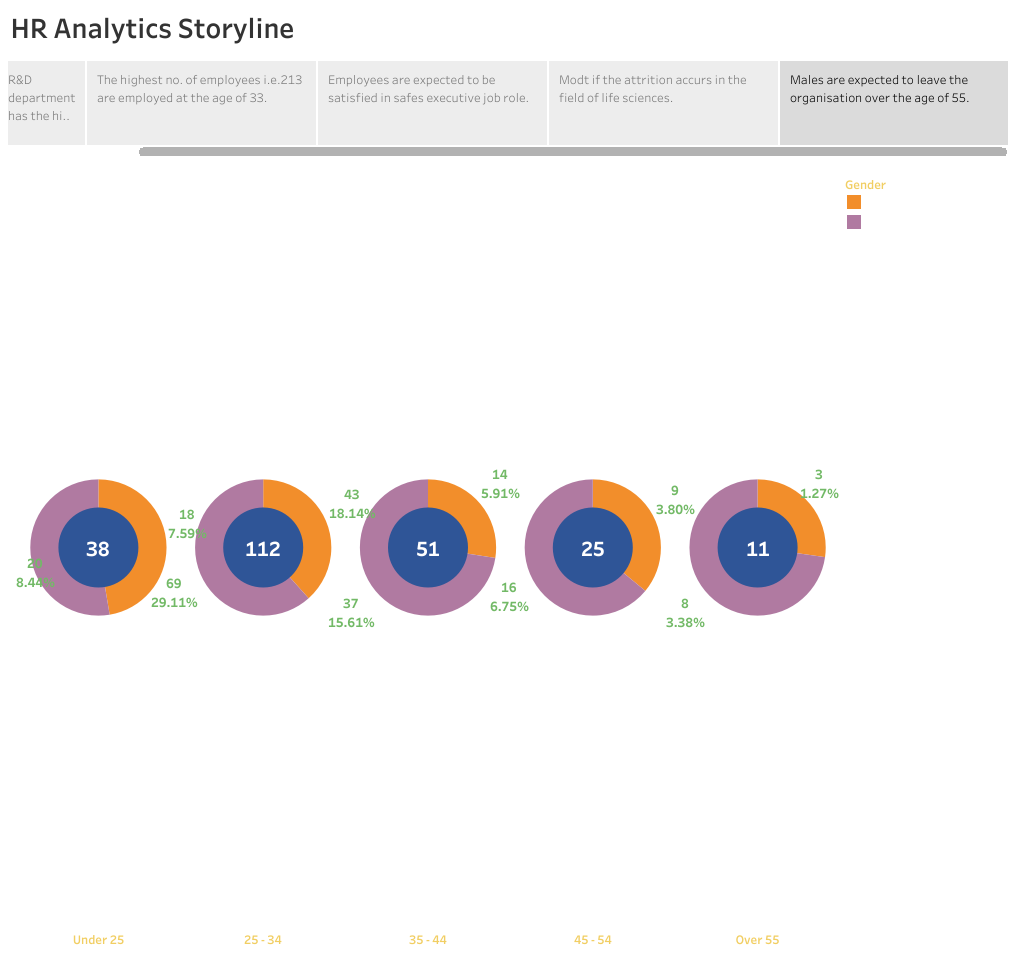 HR Analytics Storyline
R&D
department
has the hi..
The highest no. of employees i.e.213
are employed at the age of 33.
Employees are expected to be
satisfied in safes executive job role.
Modt if the attrition accurs in the
field of life sciences.
Males are expected to leave the
organisation over the age of 55.
Gender
38
20
8.44%
18
7.59%
112
69
29.11%
43
18.14%
51
37
15.61%
14
5.91%
25
16
6.75%
9
3.80%
11
8
3.38%
3
1.27%
Under 25
25 - 34
35 - 44
45 - 54
Over 55